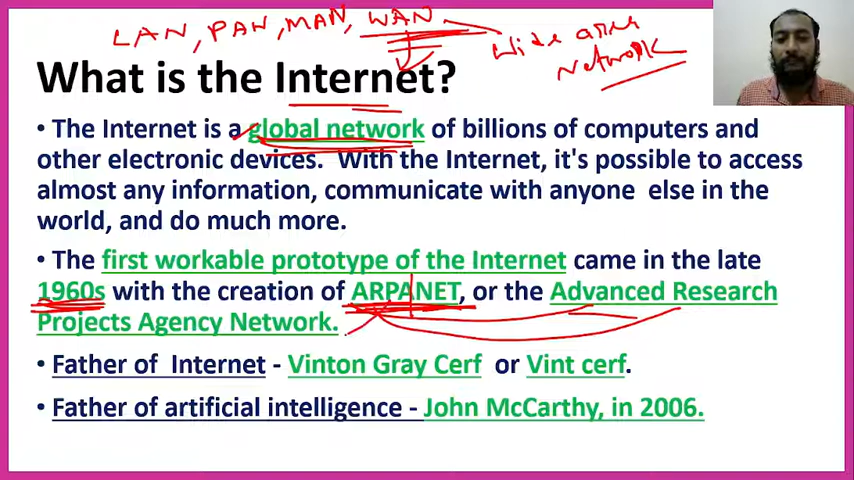 LAN, PAN, MAN, WAN
Wide area
Network
What is the Internet?
• The Internet is a global network of billions of computers and
other electronic devices. With the Internet, it's possible to access
almost any information, communicate with anyone else in the
world, and do much more.
• The first workable prototype of the Internet came in the late
1960s with the creation of ARPANET, or the Advanced Research
Projects Agency Network.
• Father of Internet - Vinton Gray Cerf or Vint cerf.
• Father of artificial intelligence - John McCarthy, in 2006.